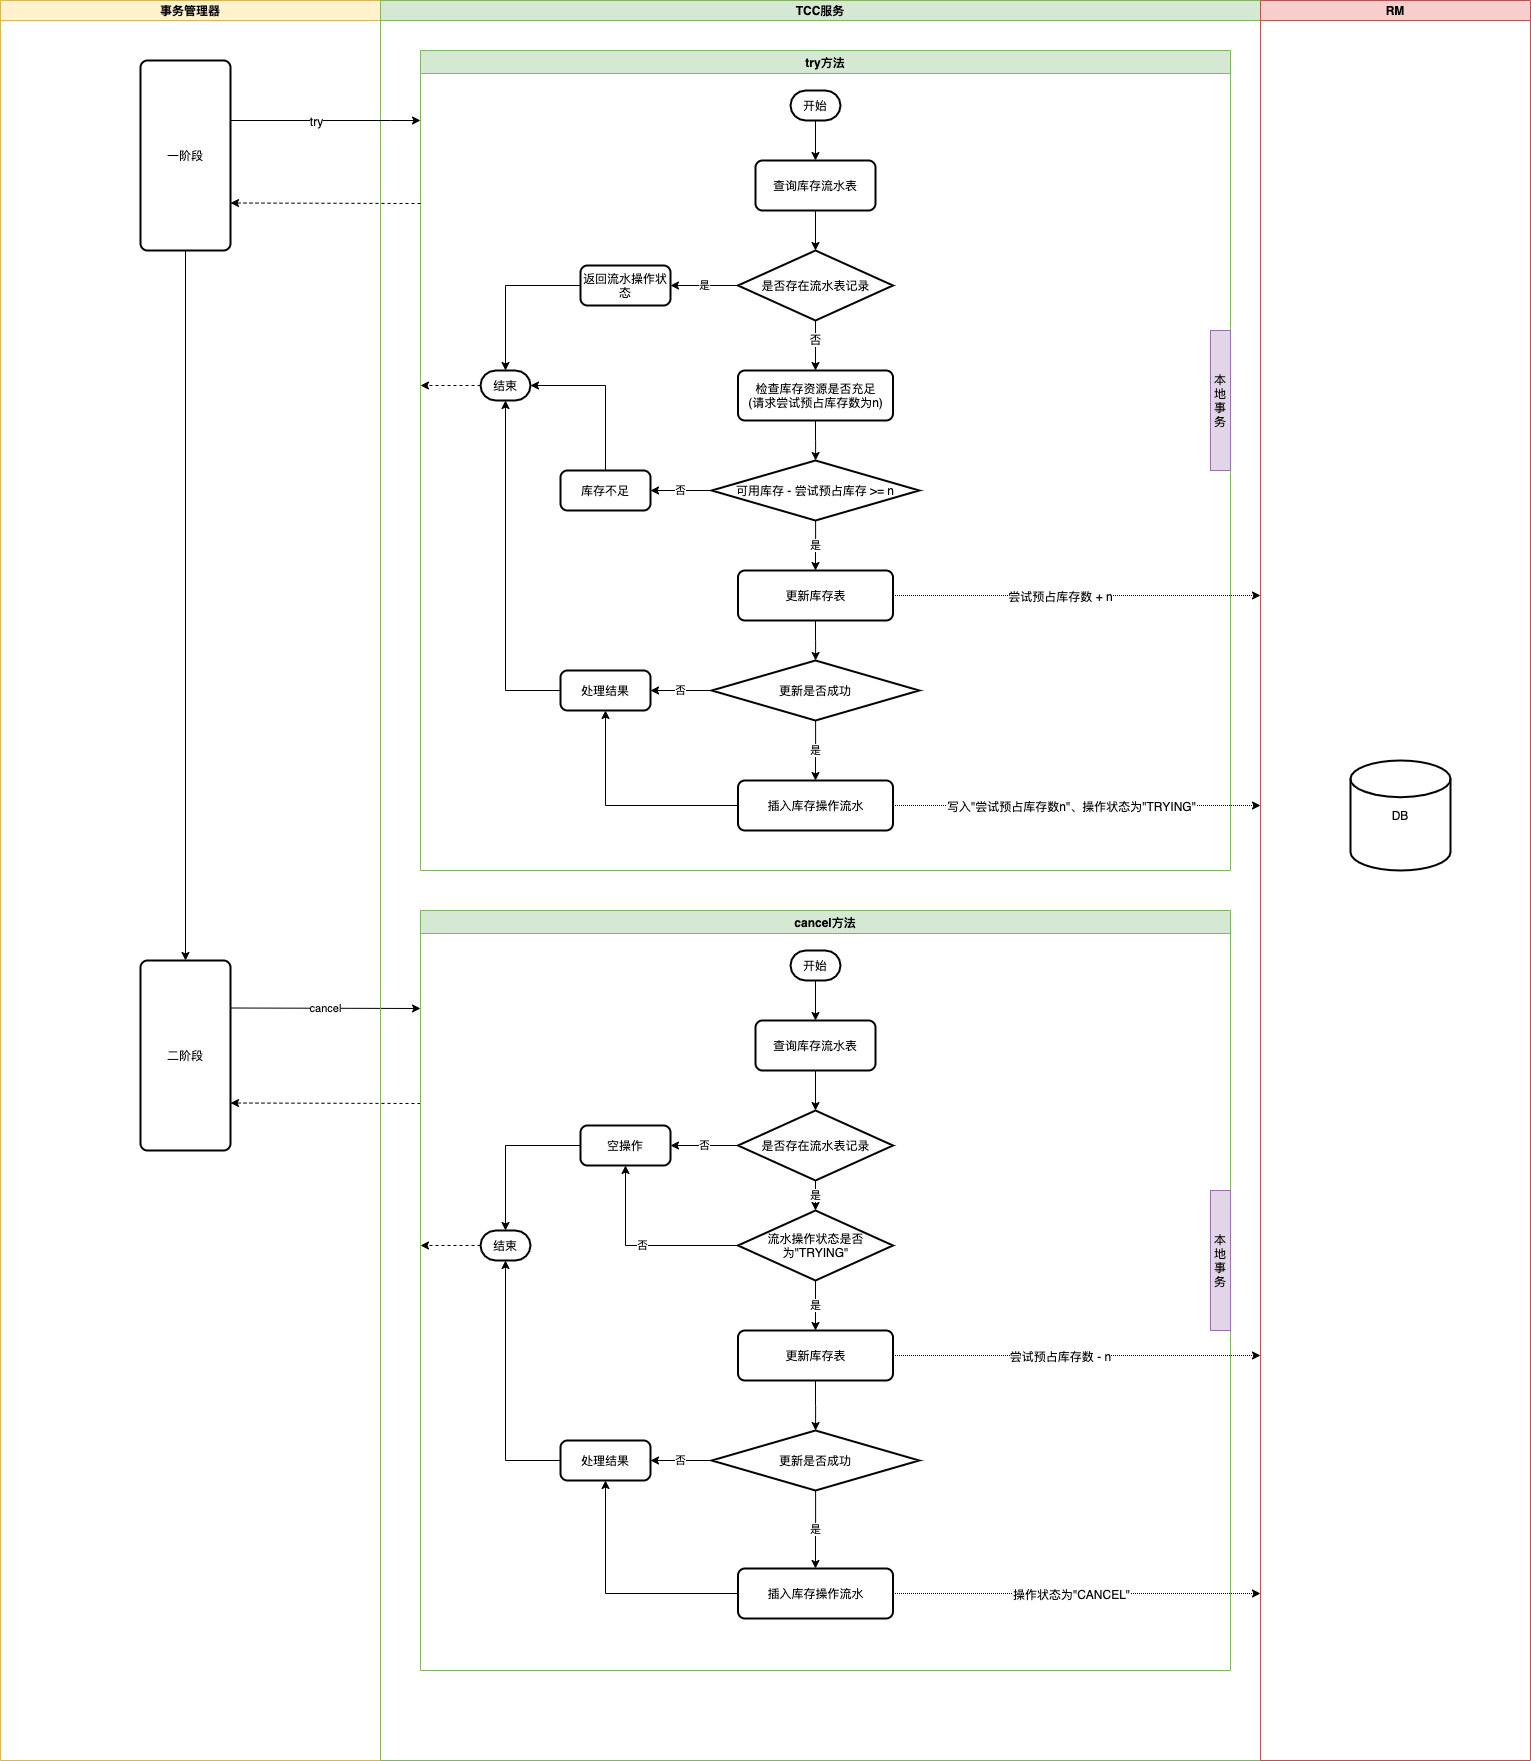 事务管理器
TCC服务
RM
try方法
开始
一阶段
try
查询库存流水表
是否存在流水表记录
是
返回流水操作状
态
否
结束
检查库存资源是否充足
(请求尝试预占库存数为n)
本
地
事
务
可用库存 - 尝试预占库存 >= n
否
库存不足
是
更新库存表
尝试预占库存数 + n
更新是否成功
否
处理结果
是
插入库存操作流水
写入"尝试预占库存数n"、操作状态为"TRYING"
DB
cancel方法
开始
二阶段
cancel
查询库存流水表
是否存在流水表记录
否
空操作
是
流水操作状态是否
为"TRYING"
否
结束
本
地
事
务
是
更新库存表
尝试预占库存数 - n
更新是否成功
否
处理结果
是
插入库存操作流水
操作状态为"CANCEL"